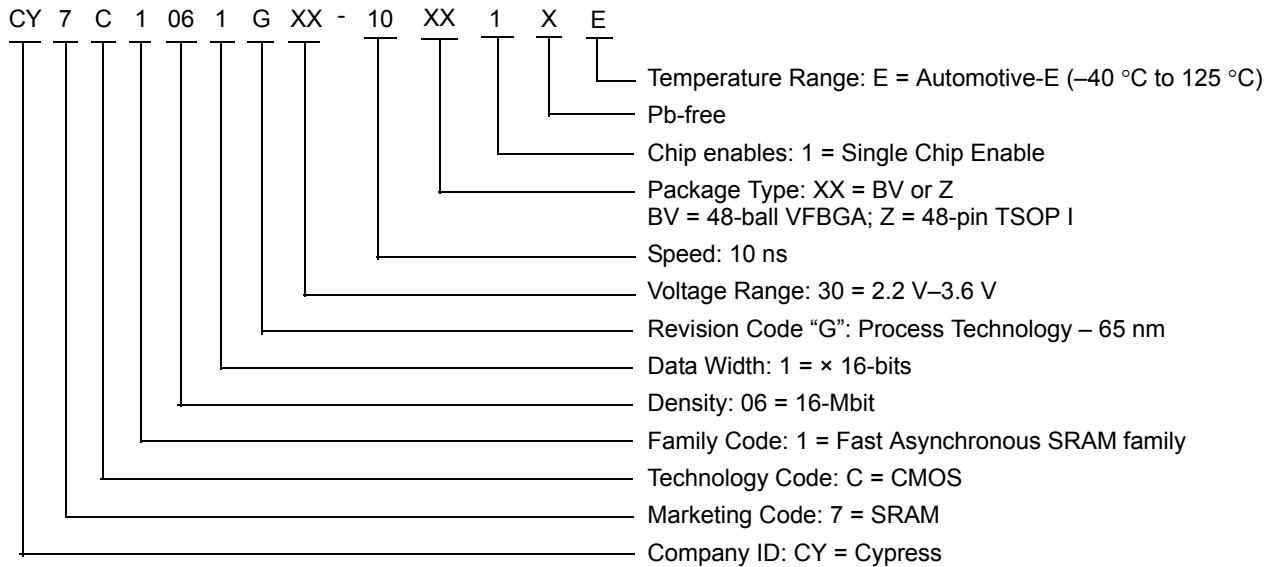 CY 7 C 1 06 1 G XX - 10 XX 1 X E
Temperature Range: E = Automotive-E (–40 °C to 125 °C)
Pb-free
Chip enables: 1 = Single Chip Enable
Package Type: XX = BV or Z
BV = 48-ball VFBGA; Z = 48-pin TSOP I
Speed: 10 ns
Voltage Range: 30 = 2.2 V–3.6 V
Revision Code “G”: Process Technology – 65 nm
Data Width: 1 = × 16-bits
Density: 06 = 16-Mbit
Family Code: 1 = Fast Asynchronous SRAM family
Technology Code: C = CMOS
Marketing Code: 7 = SRAM
Company ID: CY = Cypress